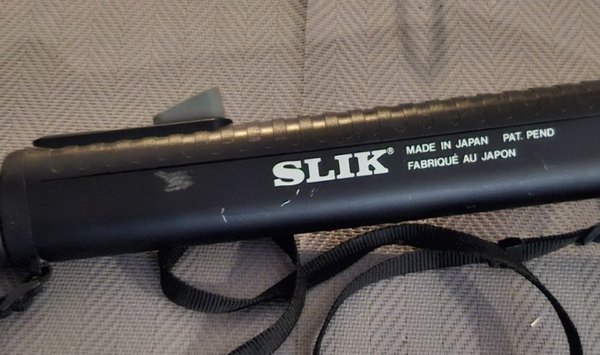 SLIK® MADE IN JAPAN PAT. PEND
FABRIQUÉ AU JAPON